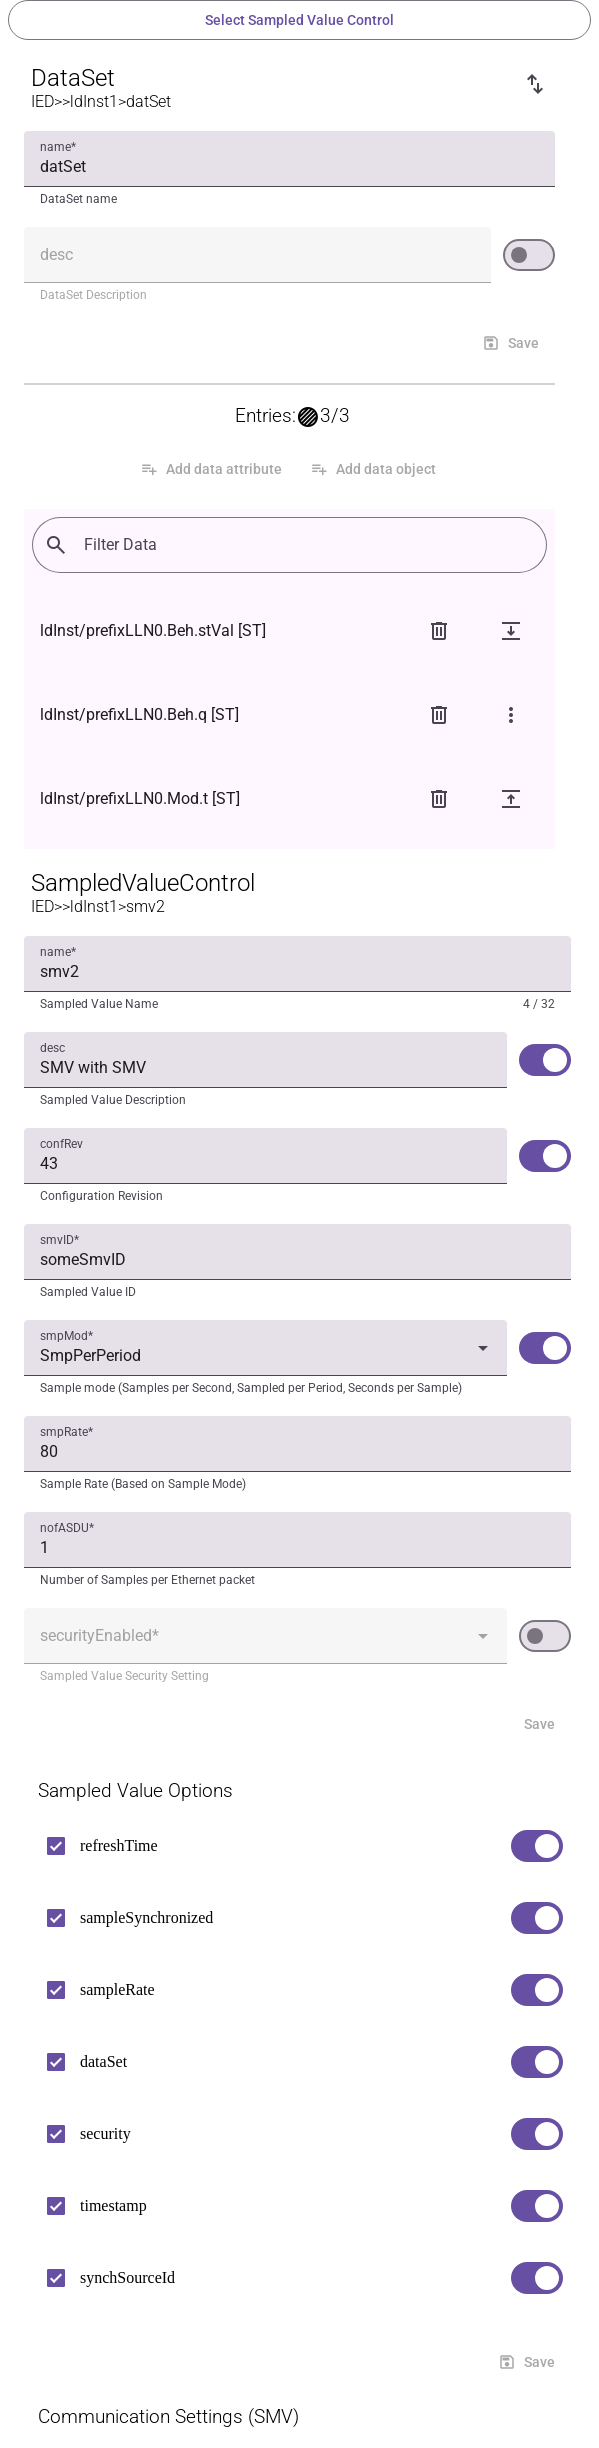 Select Sampled Value Control
DataSet
IED>>ldInst1>datSet
name*
datSet
DataSet name
desc
DataSet Description
Save
Entries: 3/3
Add data attribute
Add data object
Filter Data
ldInst/prefixLLN0.Beh.stVal [ST]
ldInst/prefixLLN0.Beh.q [ST]
ldInst/prefixLLN0.Mod.t [ST]
SampledValueControl
IED>>ldInst1>smv2
name*
smv2
Sampled Value Name 4 / 32
desc
SMV with SMV
Sampled Value Description
confRev
43
Configuration Revision
smvID*
someSmvID
Sampled Value ID
smpMod*
SmpPerPeriod
Sample mode (Samples per Second, Sampled per Period, Seconds per Sample)
smpRate*
80
Sample Rate (Based on Sample Mode)
nofASDU*
1
Number of Samples per Ethernet packet
securityEnabled*
Sampled Value Security Setting
Save
Sampled Value Options
refreshTime
sampleSynchronized
sampleRate
dataSet
security
timestamp
synchSourceId
Save
Communication Settings (SMV)